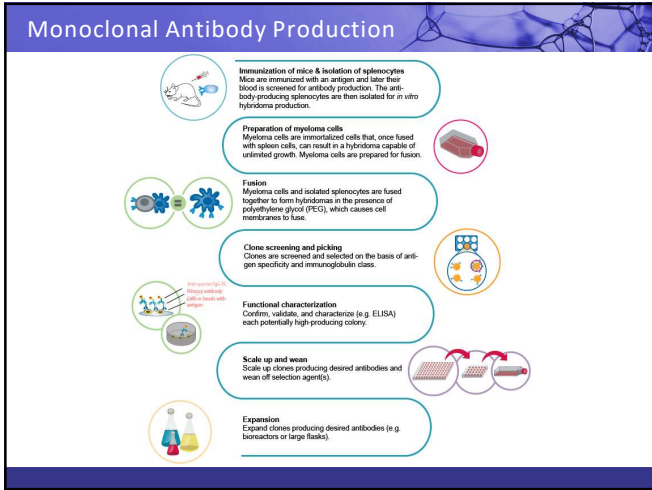 Monoclonal Antibody Production
Immunization of mice & isolation of splenocytes
Mice are immunized with an antigen and later their
blood is screened for antibody production. The anti-
body-producing splenocytes are then isolated for in vitro
hybridoma production.
Preparation of myeloma cells
Myeloma cells are immortalized cells that, once fused
with spleen cells, can result in a hybridoma capable of
unlimited growth. Myeloma cells are prepared for fusion.
Fusion
Myeloma cells and isolated splenocytes are fused
together to form hybridomas in the presence of
polyethylene glycol (PEG), which causes cell
membranes to fuse.
Clone screening and picking
Clones are screened and selected on the basis of anti-
gen specificity and immunoglobulin class.
Primary antibody
Cells or beads with
antigen
Functional characterization
Confirm, validate, and characterize (e.g. ELISA)
each potentially high-producing colony.
Scale up and wean
Scale up clones producing desired antibodies and
wean off selection agent(s).
Expansion
Expand clones producing desired antibodies (e.g.
bioreactors or large flasks).